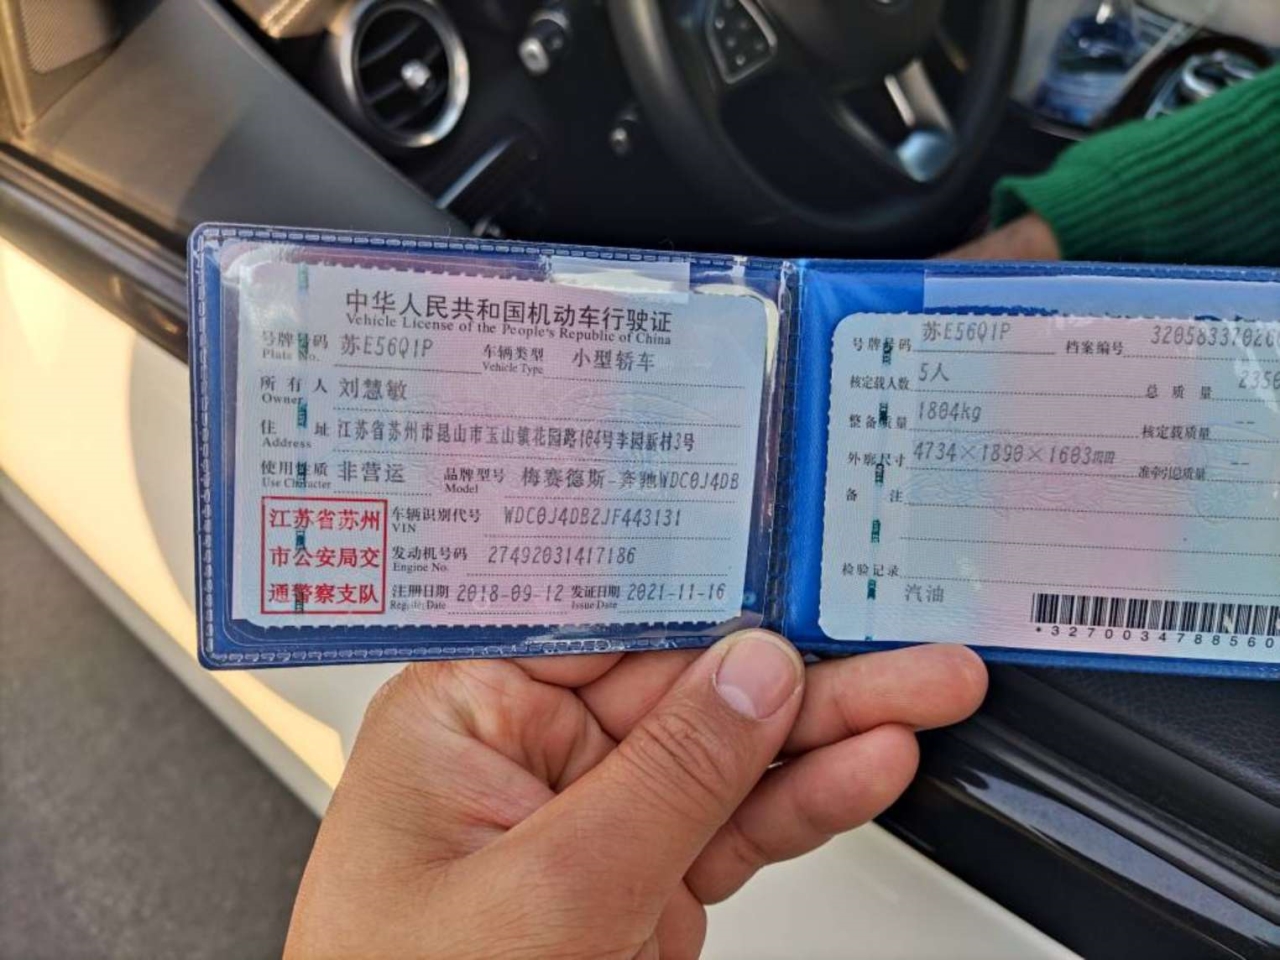 中华人民共和国机动车行驶证
Vehicle License of the People's Republic of China
号牌号码 苏E56Q1P 车辆类型 小型轿车
Plate No. Vehicle Type
所有人 刘慧敏
Owner
住址 江苏省苏州市昆山市玉山镇花园路104号李园新村3号
Address
使用性质 非营运 品牌型号 梅赛德斯-奔驰WDC0J4DB
Use Character Model
江苏省苏州
市公安局交
通警察支队
车辆识别代号 WDC0J4DB2JF443131
VIN
发动机号码 27492031417186
Engine No.
注册日期 2018-09-12 发证日期 2021-11-16
Register Date Issue Date
号牌号码 苏E56Q1P 档案编号 320583370200
核定载人数 5人 总质量 2350
整备质量 1804kg 核定载质量 --
外廓尺寸 4734×1890×1603mm 准牵引总质量 --
备注
检验记录
汽油
*3270034788560